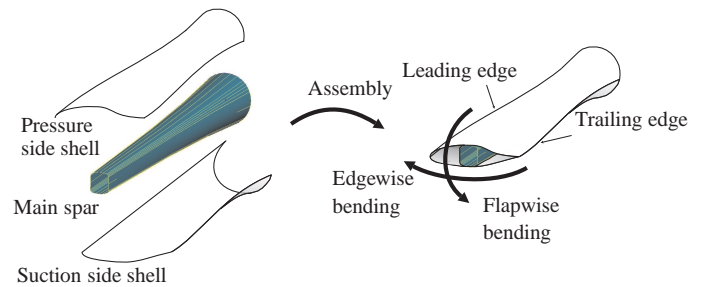 Pressure
side shell
Main spar
Suction side shell
Assembly
Leading edge
Trailing edge
Edgewise
bending
Flapwise
bending